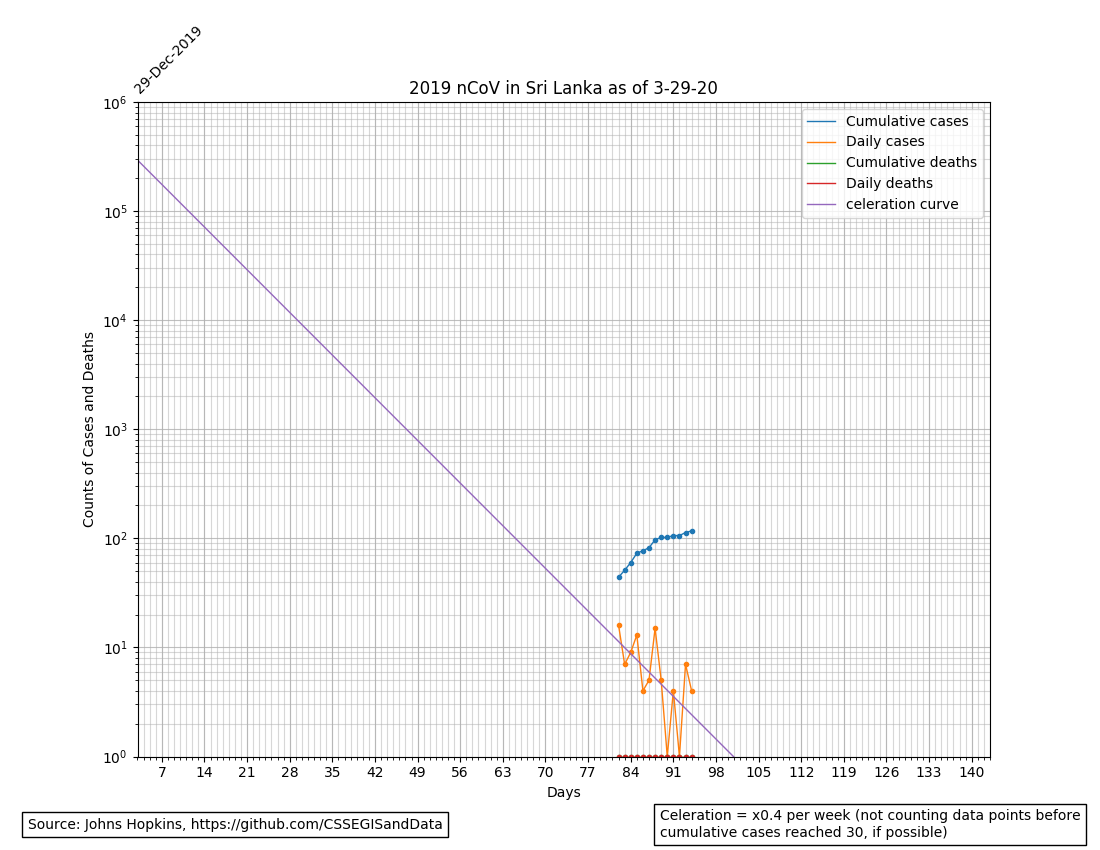 29-Dec-2019
2019 nCoV in Sri Lanka as of 3-29-20
10^6
10^5
10^4
10^3
10^2
10^1
10^0
Counts of Cases and Deaths
Cumulative cases
Daily cases
Cumulative deaths
Daily deaths
celeration curve
7 14 21 28 35 42 49 56 63 70 77 84 91 98 105 112 119 126 133 140
Days
Source: Johns Hopkins, https://github.com/CSSEGISandData
Celeration = x0.4 per week (not counting data points before
cumulative cases reached 30, if possible)